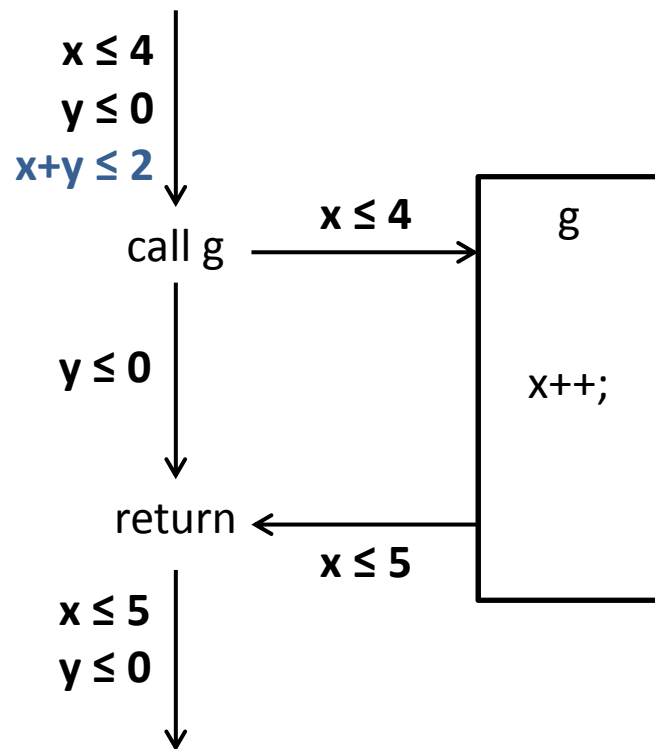 x ≤ 4
y ≤ 0
x+y ≤ 2
x ≤ 4
g
call g
y ≤ 0
x++;
return
x ≤ 5
x ≤ 5
y ≤ 0